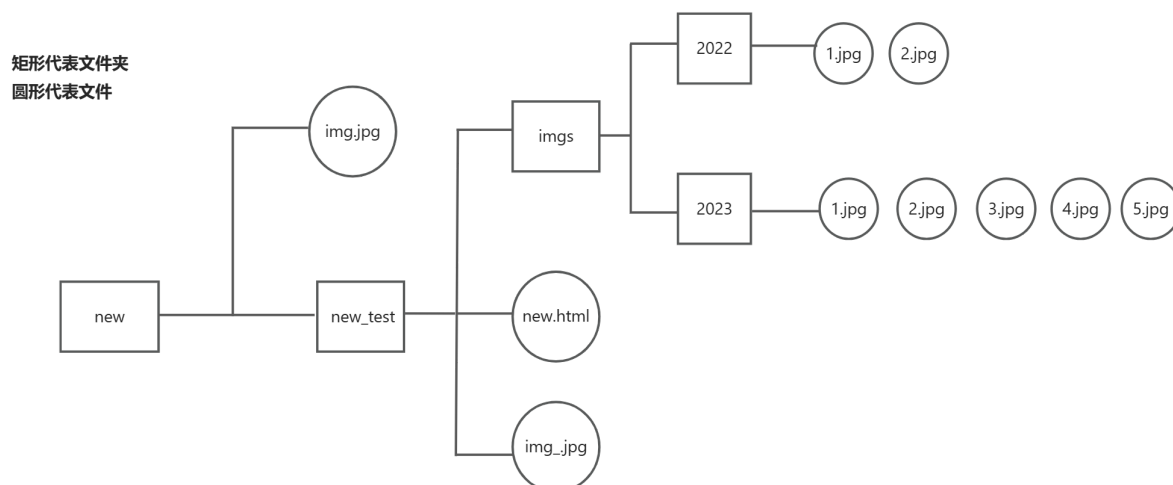 矩形代表文件夹
圆形代表文件
2022
1.jpg
2.jpg
img.jpg
imgs
2023
1.jpg
2.jpg
3.jpg
4.jpg
5.jpg
new
new_test
new.html
img_.jpg